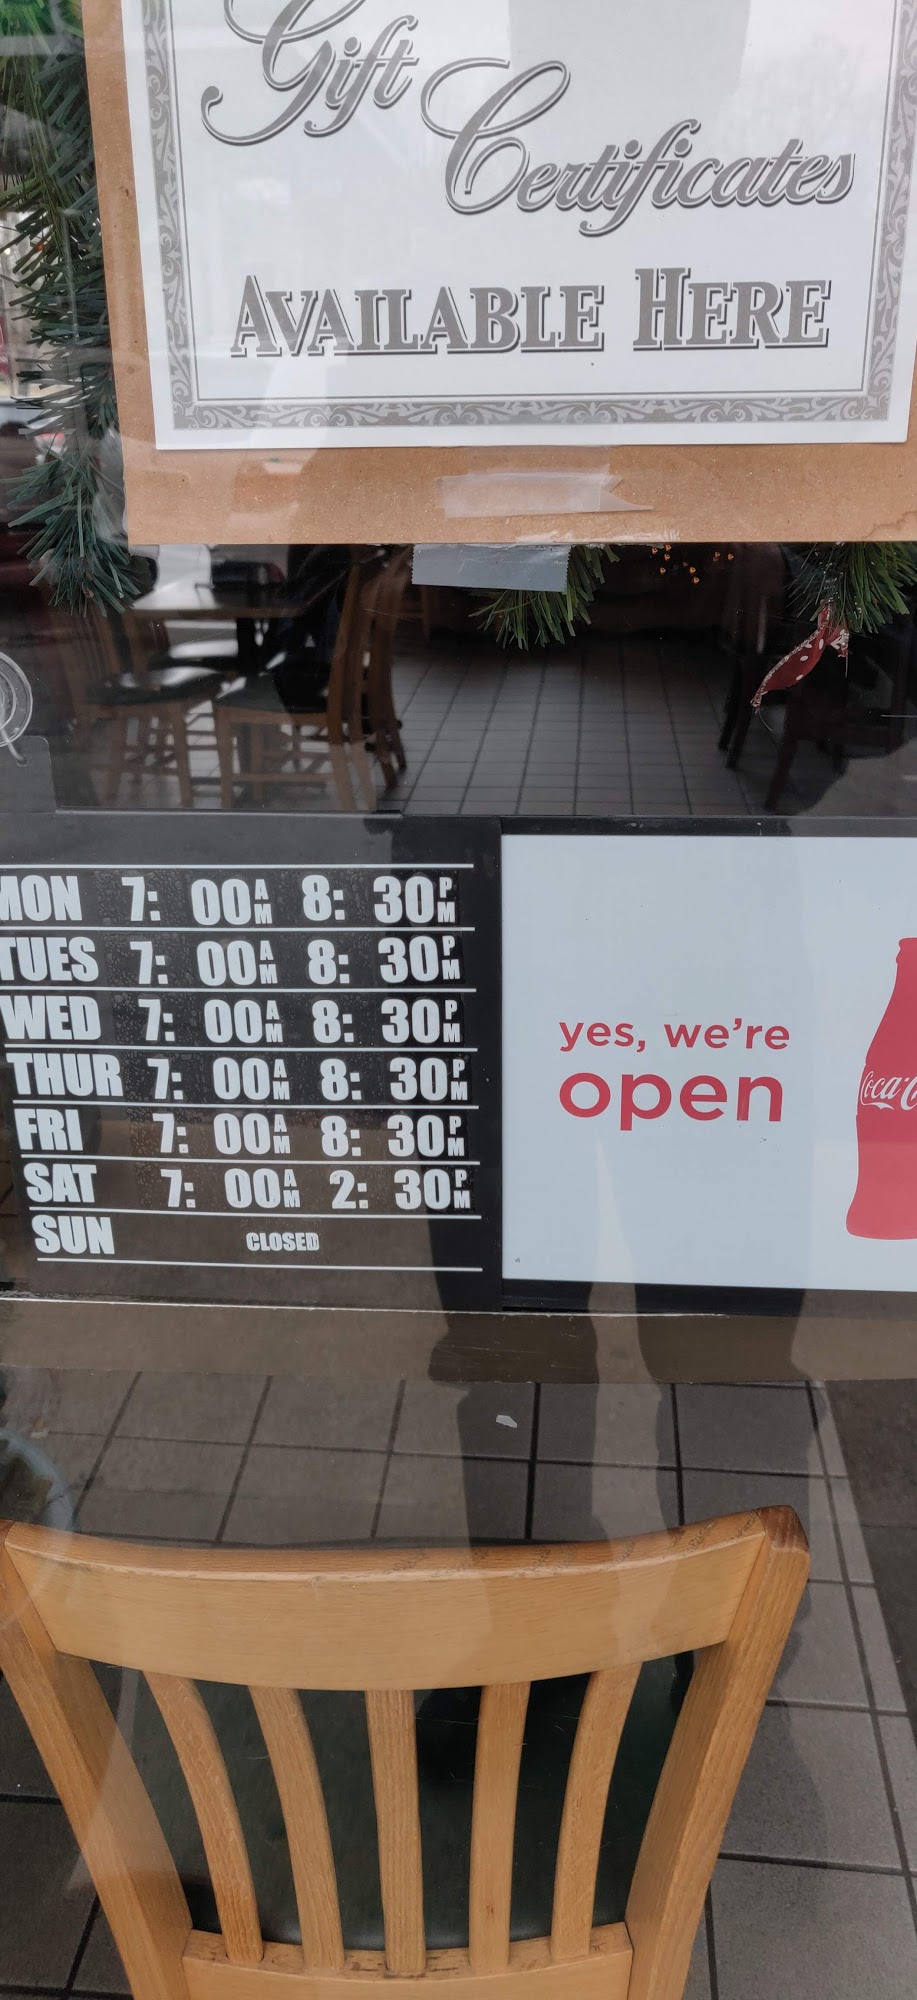 Gift
Certificates
AVAILABLE HERE
MON 7: 00AM 8: 30PM
TUES 7: 00AM 8: 30PM
WED 7: 00AM 8: 30PM
THUR 7: 00AM 8: 30PM
FRI 7: 00AM 8: 30PM
SAT 7: 00AM 2: 30PM
SUN CLOSED
yes, we're
open
Coca-C